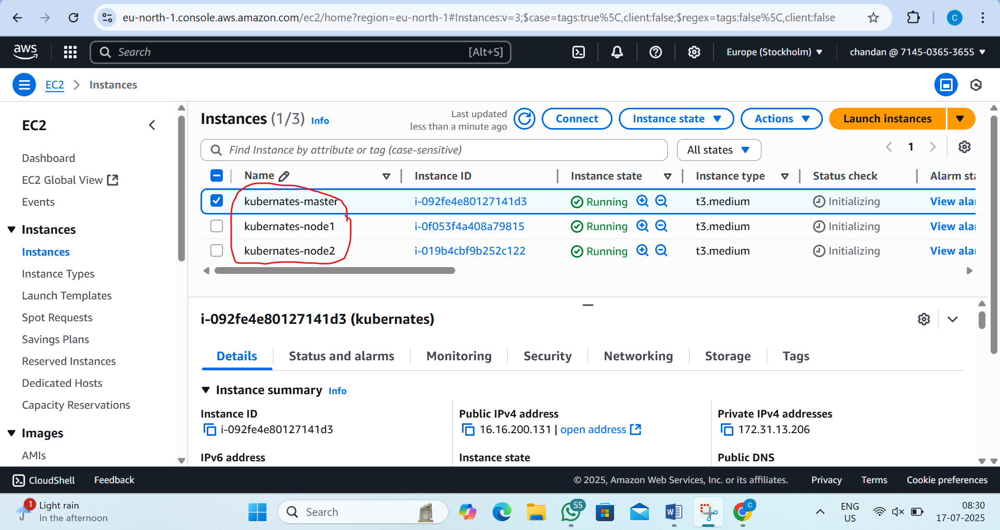 eu-north-1.console.aws.amazon.com/ec2/home?region=eu-north-1#Instances:v=3;$case=tags:true%5C,client:false;$regex=tags:false%5C,client:false
C
aws
Search
[Alt+S]
Europe (Stockholm)
chandan @ 7145-0365-3655
EC2
Instances
EC2
Dashboard
EC2 Global View
Events
Instances
Instances
Instance Types
Launch Templates
Spot Requests
Savings Plans
Reserved Instances
Dedicated Hosts
Capacity Reservations
Images
AMIs
Instances (1/3) Info
Last updated
less than a minute ago
Connect
Instance state
Actions
Launch instances
Find Instance by attribute or tag (case-sensitive)
All states
1
Name Instance ID Instance state Instance type Status check Alarm sta
kubernates-master i-092fe4e80127141d3 Running t3.medium Initializing View alar
kubernates-node1 i-0f053f4a408a79815 Running t3.medium Initializing View alar
kubernates-node2 i-019b4cbf9b252c122 Running t3.medium Initializing View alar
i-092fe4e80127141d3 (kubernates)
Details Status and alarms Monitoring Security Networking Storage Tags
Instance summary Info
Instance ID
i-092fe4e80127141d3
Public IPv4 address
16.16.200.131 | open address
Private IPv4 addresses
172.31.13.206
IPv6 address
Instance state
Public DNS
CloudShell
Feedback
© 2025, Amazon Web Services, Inc. or its affiliates.
Privacy
Terms
Cookie preferences
1
Light rain
In the afternoon
Search
55
W
C
ENG
US
08:30
17-07-2025